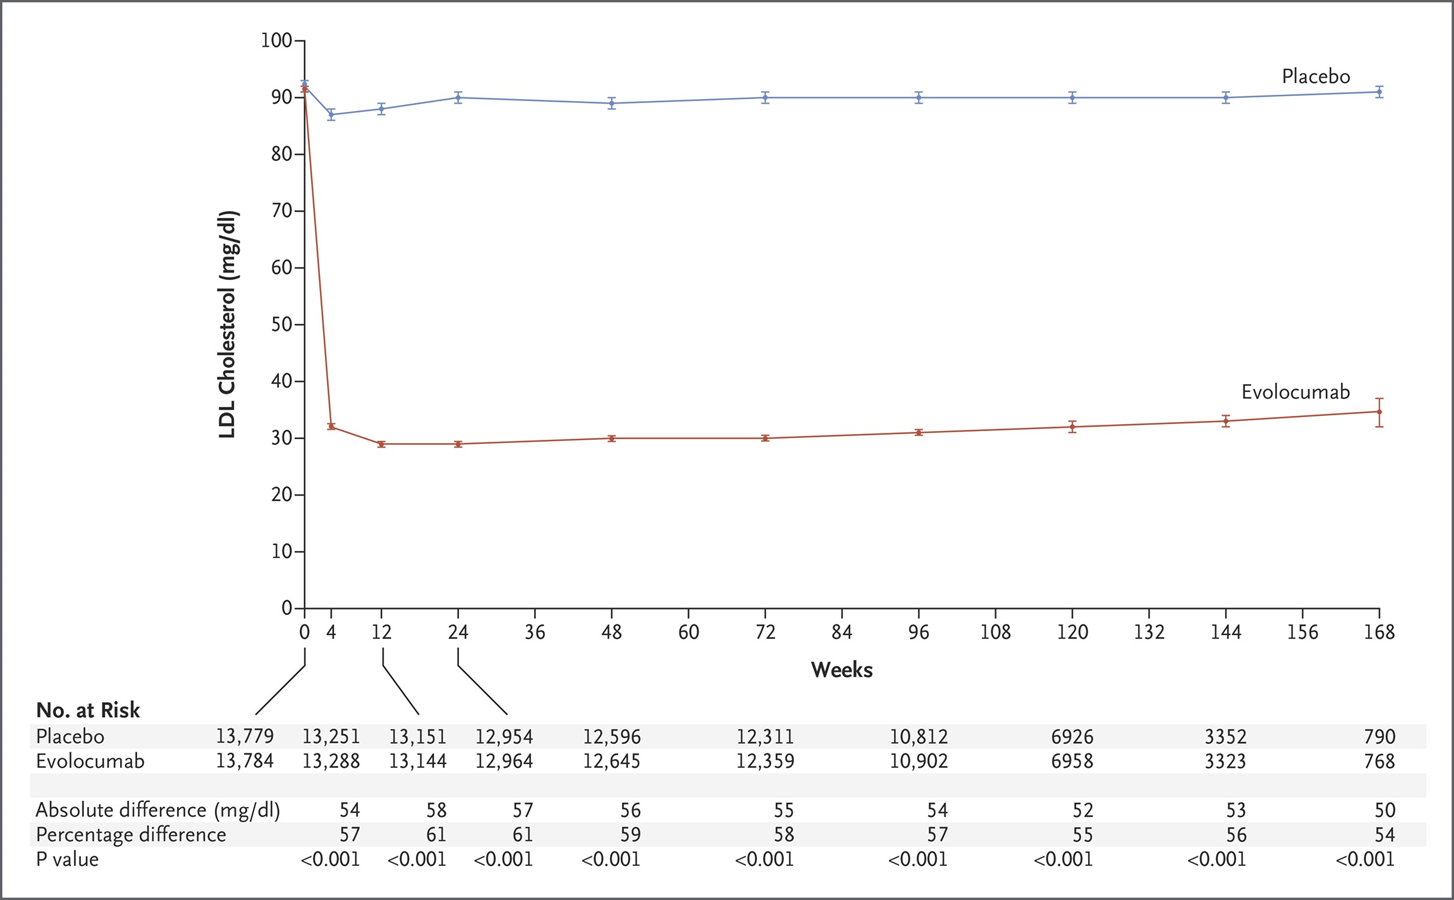 100
Placebo
90
80
70
60
50
40
Evolocumab
30
20
10
0
LDL Cholesterol (mg/dl)
0 4 12 24 36 48 60 72 84 96 108 120 132 144 156 168
Weeks
No. at Risk
Placebo 13,779 13,251 13,151 12,954 12,596 12,311 10,812 6926 3352 790
Evolocumab 13,784 13,288 13,144 12,964 12,645 12,359 10,902 6958 3323 768
Absolute difference (mg/dl) 54 58 57 56 55 54 52 53 50
Percentage difference 57 61 61 59 58 57 55 56 54
P value <0.001 <0.001 <0.001 <0.001 <0.001 <0.001 <0.001 <0.001 <0.001